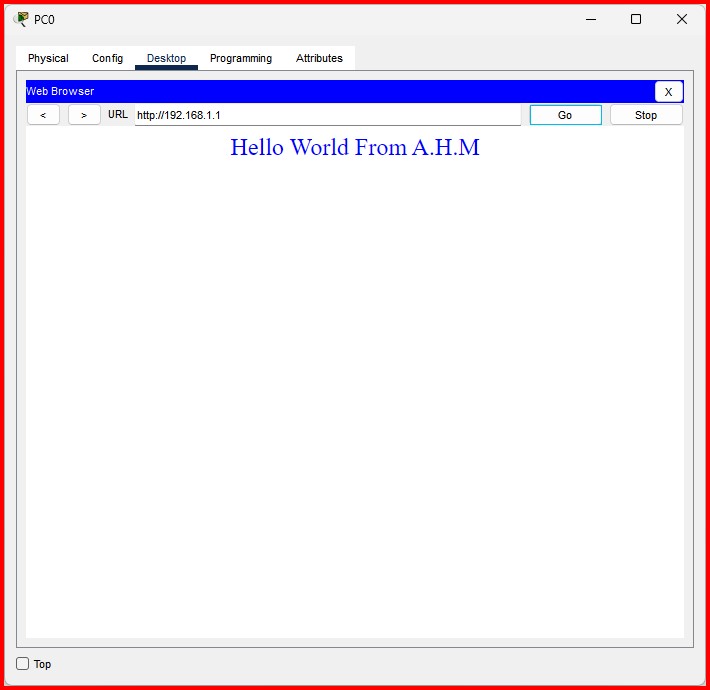 PC0
Physical Config Desktop Programming Attributes
Web Browser X
< > URL http://192.168.1.1 Go Stop
Hello World From A.H.M
Top